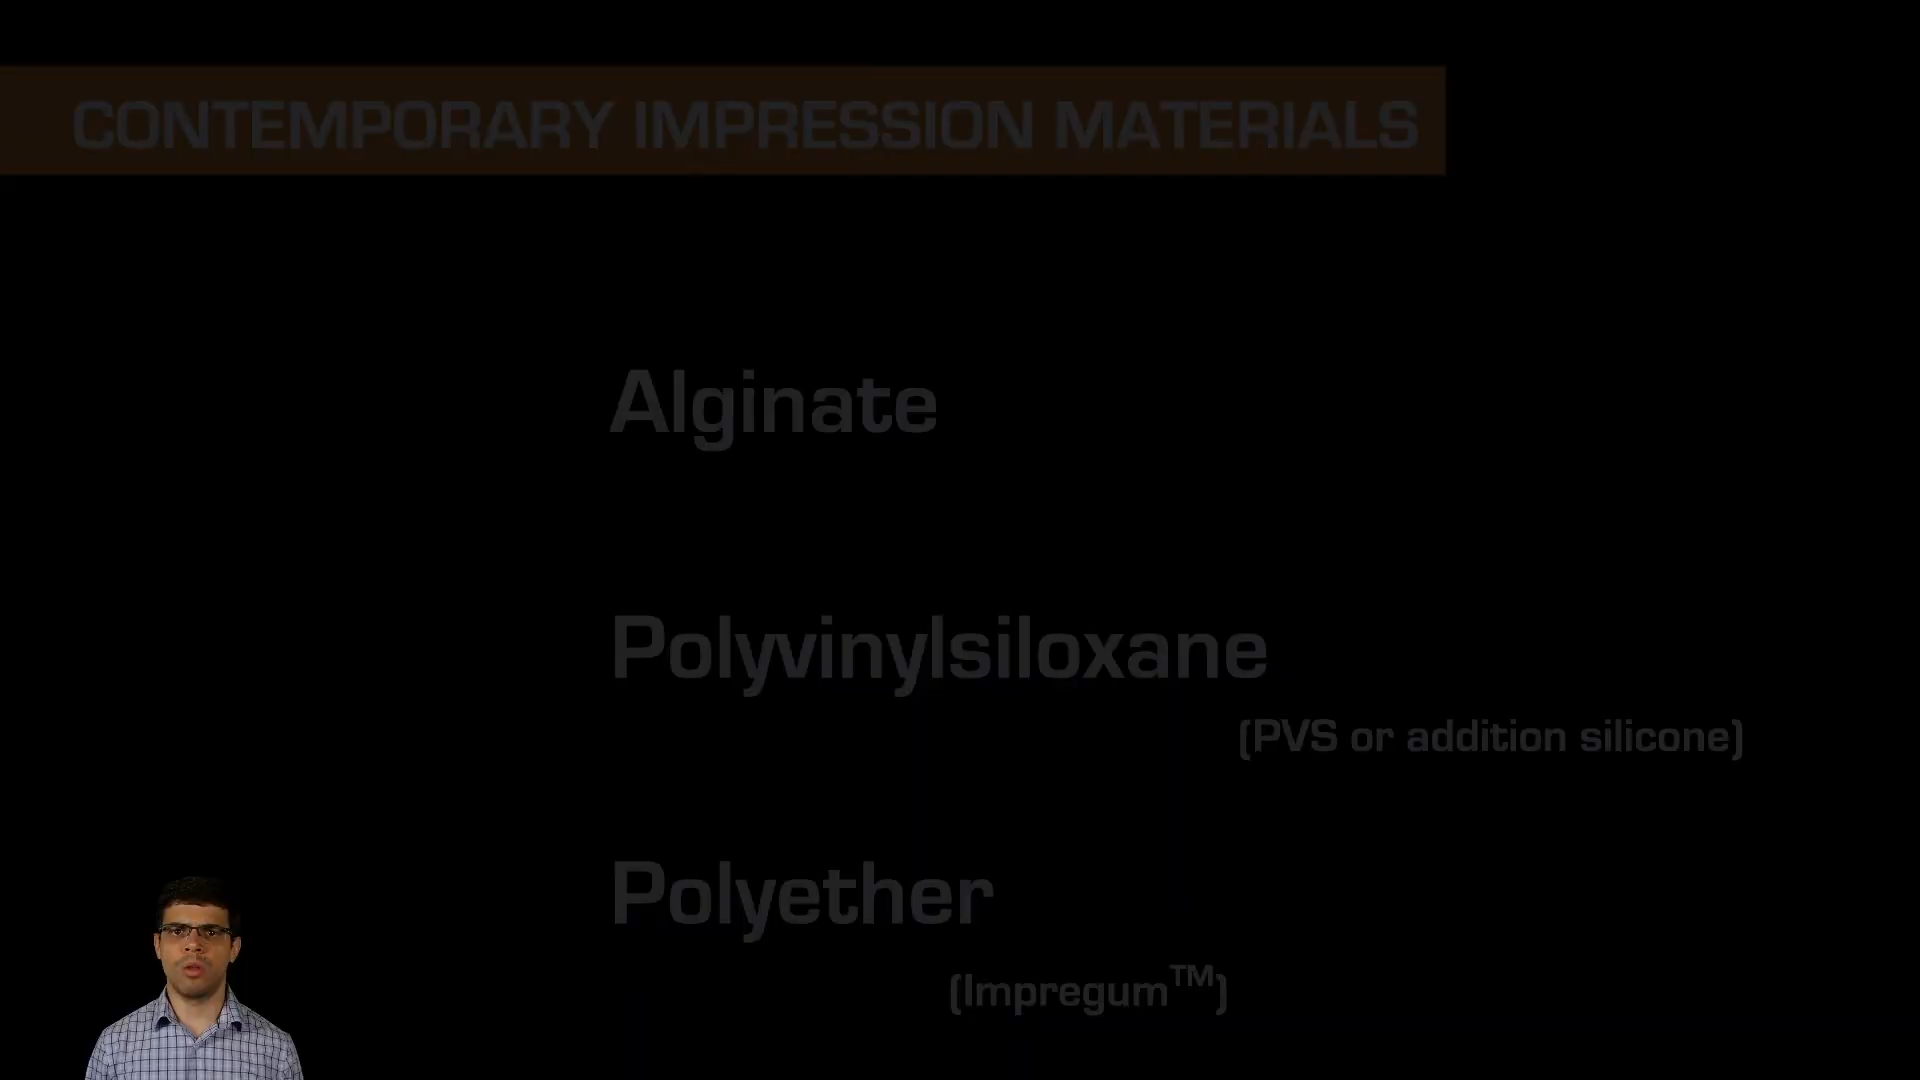 CONTEMPORARY IMPRESSION MATERIALS
Alginate
Polyvinylsiloxane
(PVS or addition silicone)
Polyether
(Impregum™)